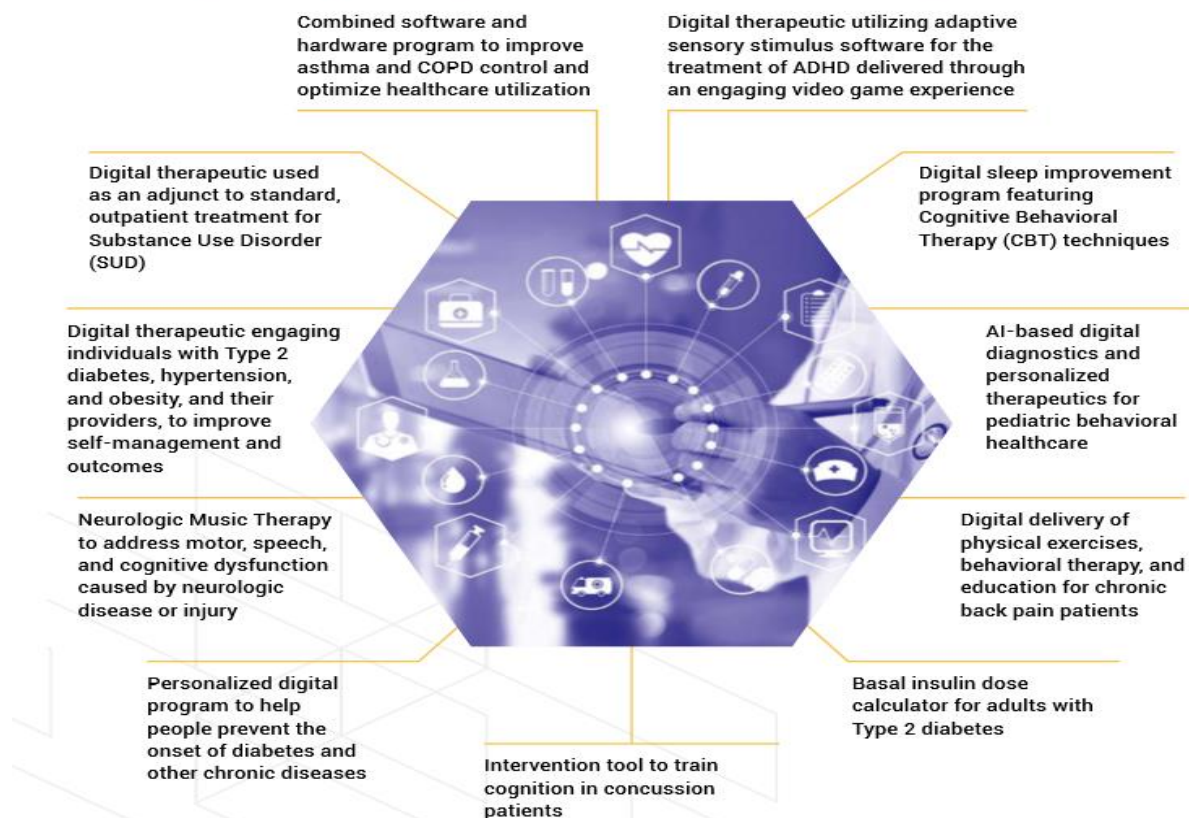 Combined software and
hardware program to improve
asthma and COPD control and
optimize healthcare utilization
Digital therapeutic utilizing adaptive
sensory stimulus software for the
treatment of ADHD delivered through
an engaging video game experience
Digital therapeutic used
as an adjunct to standard,
outpatient treatment for
Substance Use Disorder
(SUD)
Digital sleep improvement
program featuring
Cognitive Behavioral
Therapy (CBT) techniques
Digital therapeutic engaging
individuals with Type 2
diabetes, hypertension,
and obesity, and their
providers, to improve
self-management and
outcomes
AI-based digital
diagnostics and
personalized
therapeutics for
pediatric behavioral
healthcare
Neurologic Music Therapy
to address motor, speech,
and cognitive dysfunction
caused by neurologic
disease or injury
Digital delivery of
physical exercises,
behavioral therapy, and
education for chronic
back pain patients
Personalized digital
program to help
people prevent the
onset of diabetes and
other chronic diseases
Intervention tool to train
cognition in concussion
patients
Basal insulin dose
calculator for adults with
Type 2 diabetes